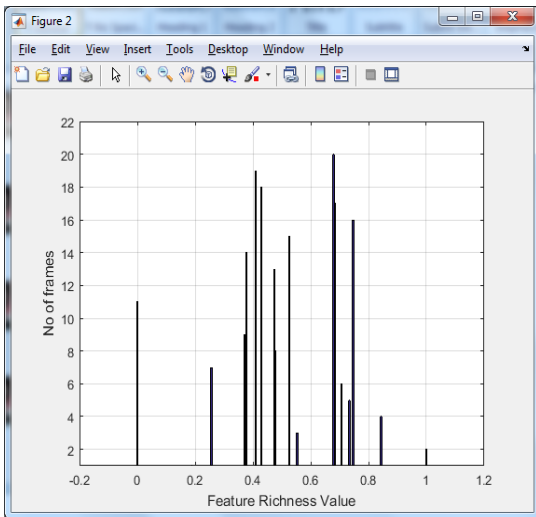 Figure 2
File Edit View Insert Tools Desktop Window Help
22
20
18
16
14
12
10
8
6
4
2
No of frames
-0.2 0 0.2 0.4 0.6 0.8 1 1.2
Feature Richness Value